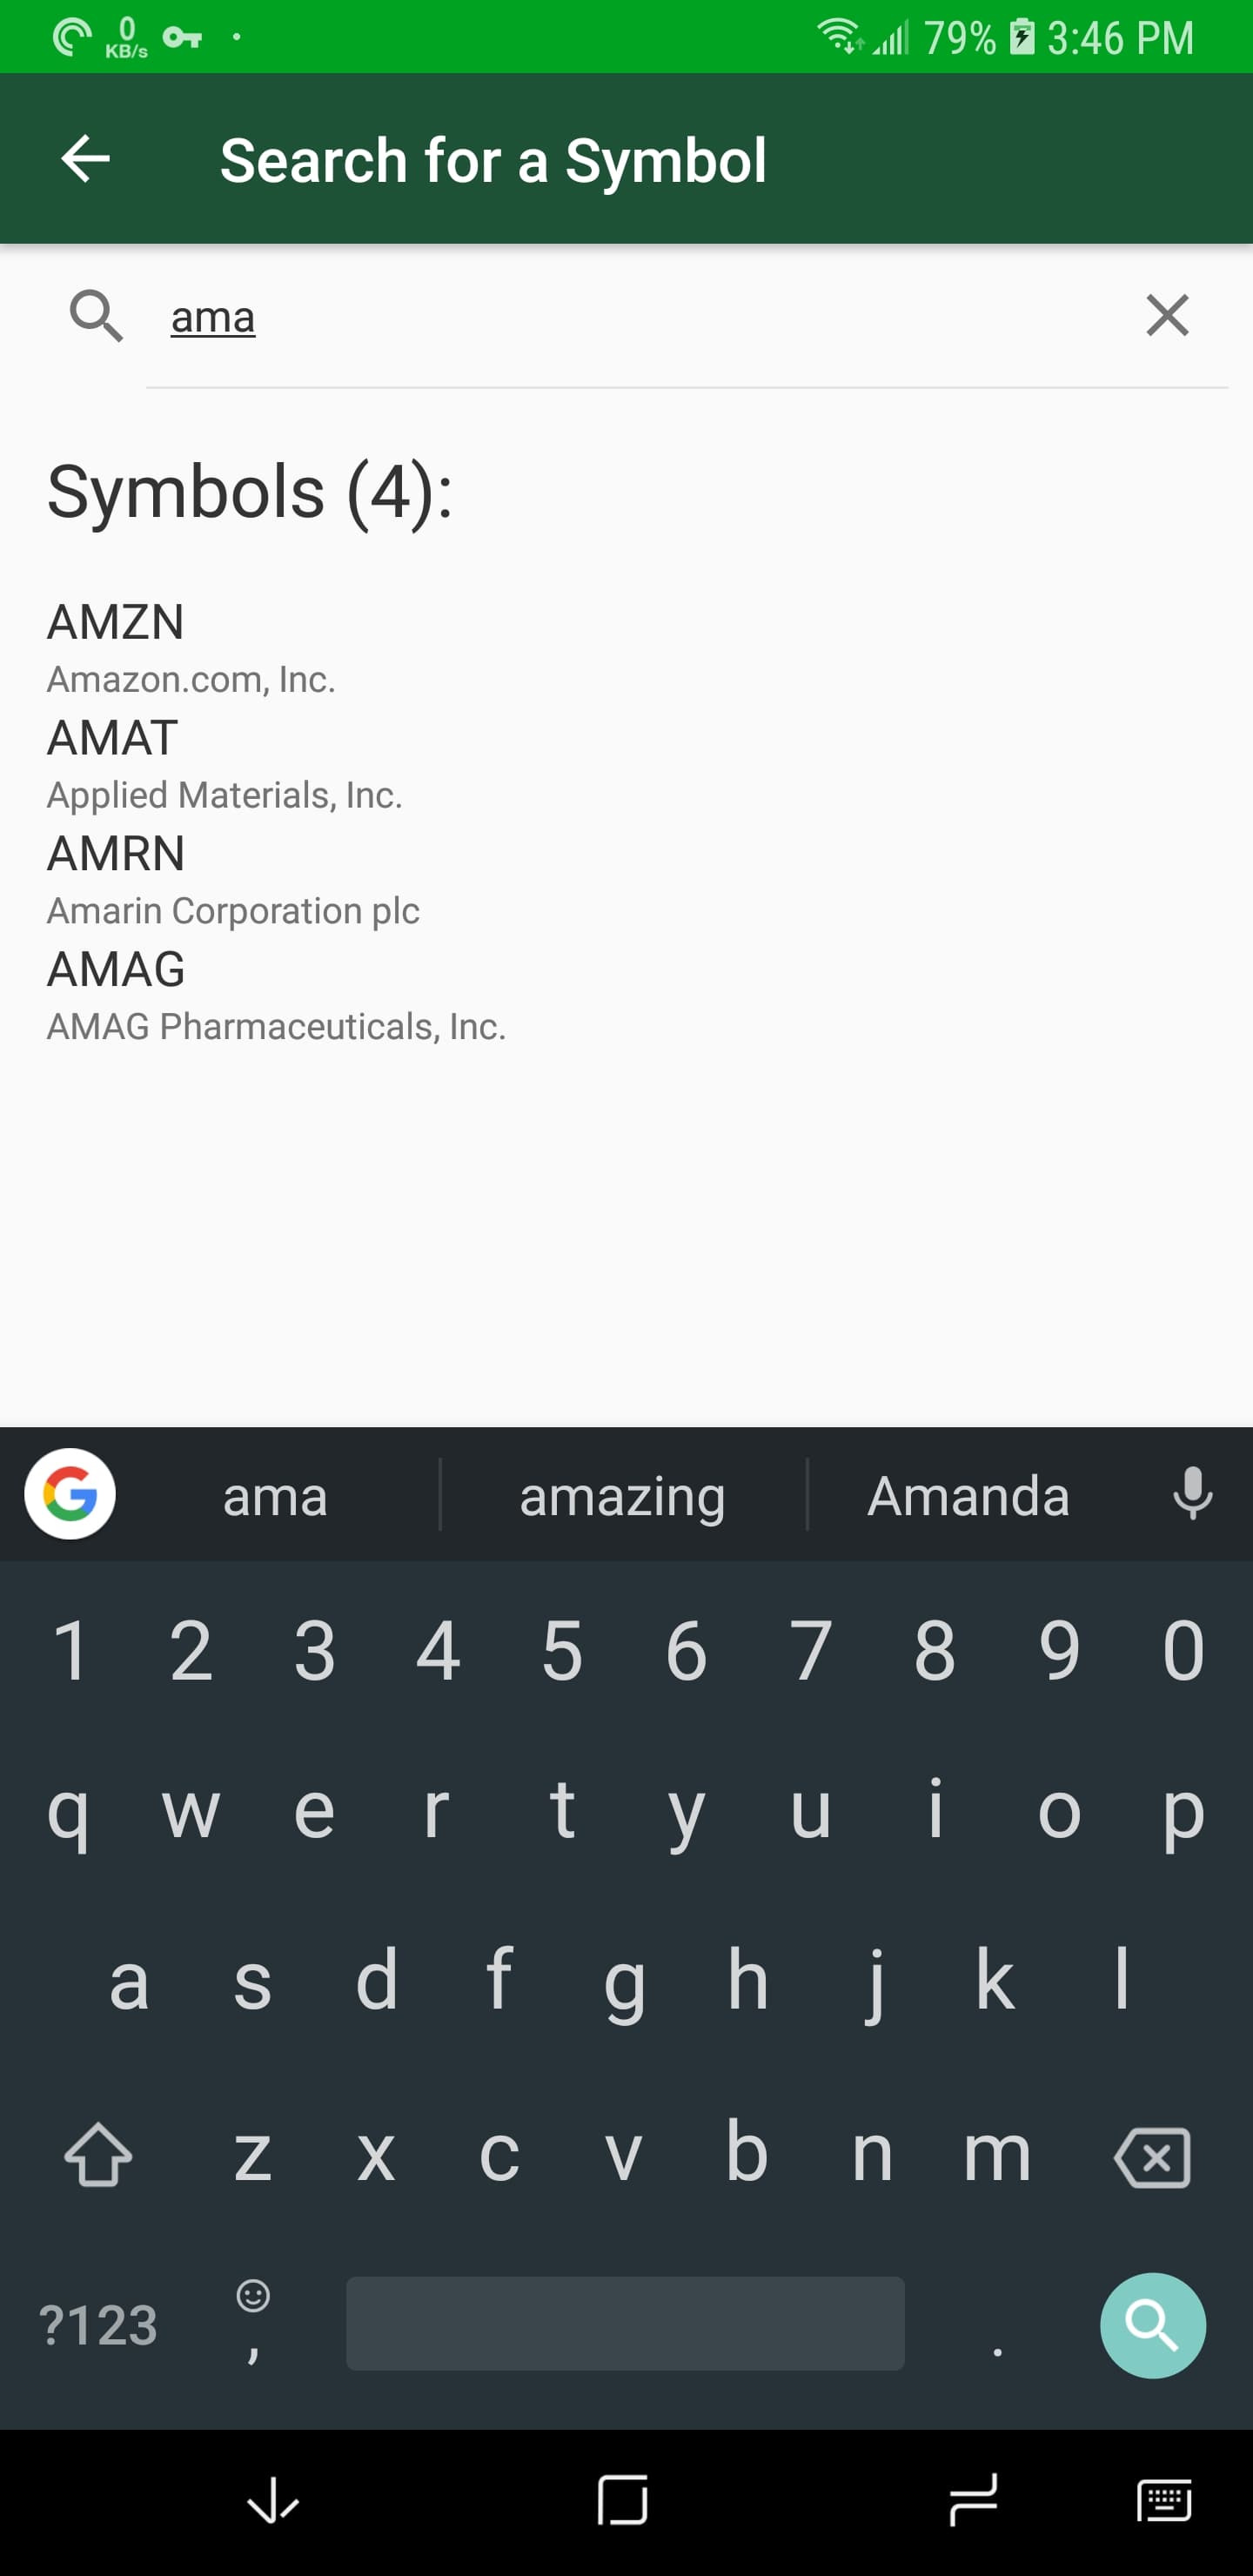 0
KB/s
79% 3:46 PM
Search for a Symbol
ama
Symbols (4):
AMZN
Amazon.com, Inc.
AMAT
Applied Materials, Inc.
AMRN
Amarin Corporation plc
AMAG
AMAG Pharmaceuticals, Inc.
G ama amazing Amanda
1 2 3 4 5 6 7 8 9 0
q w e r t y u i o p
a s d f g h j k l
z x c v b n m
?123 , .